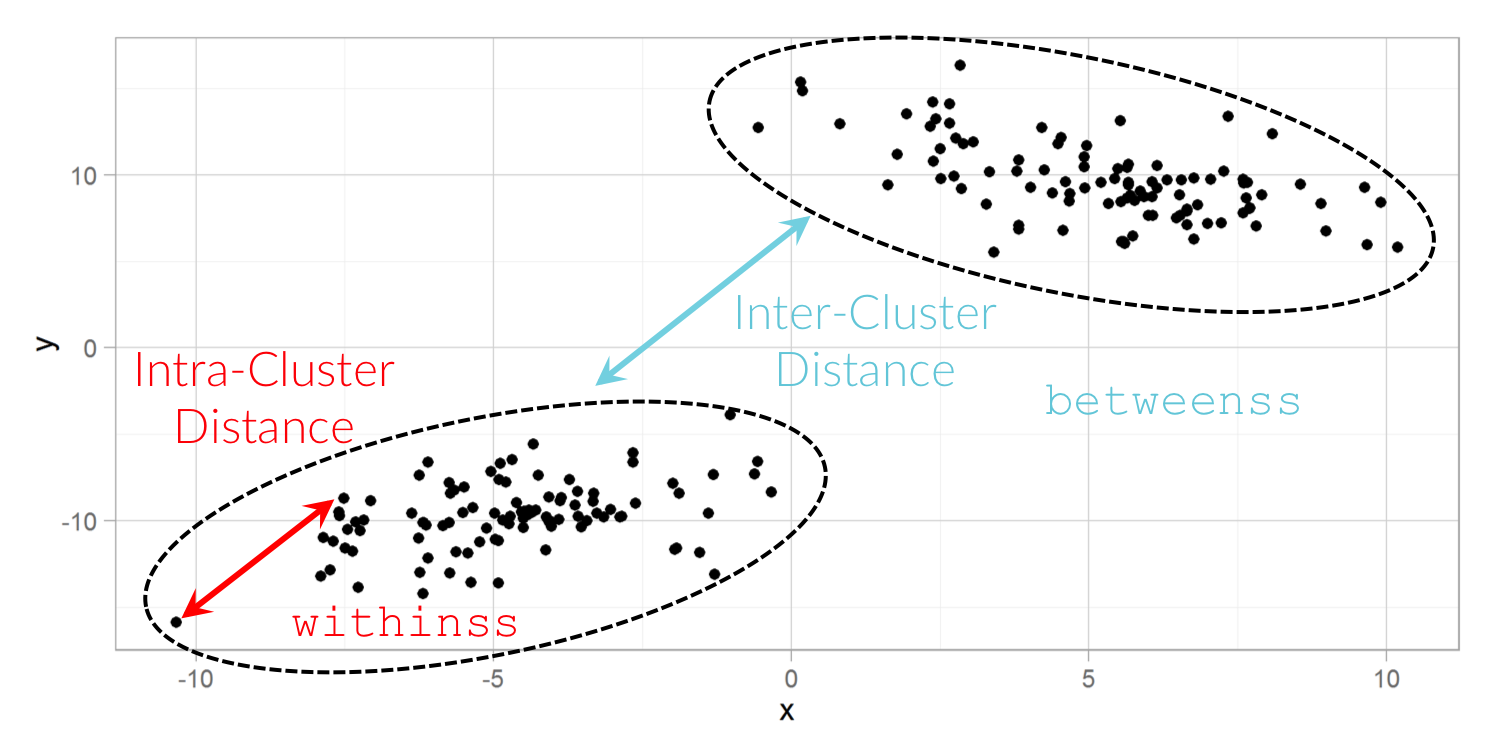 10
0
-10
y
Intra-Cluster
Distance
Inter-Cluster
Distance
betweenss
withinss
-10
-5
0
5
10
x